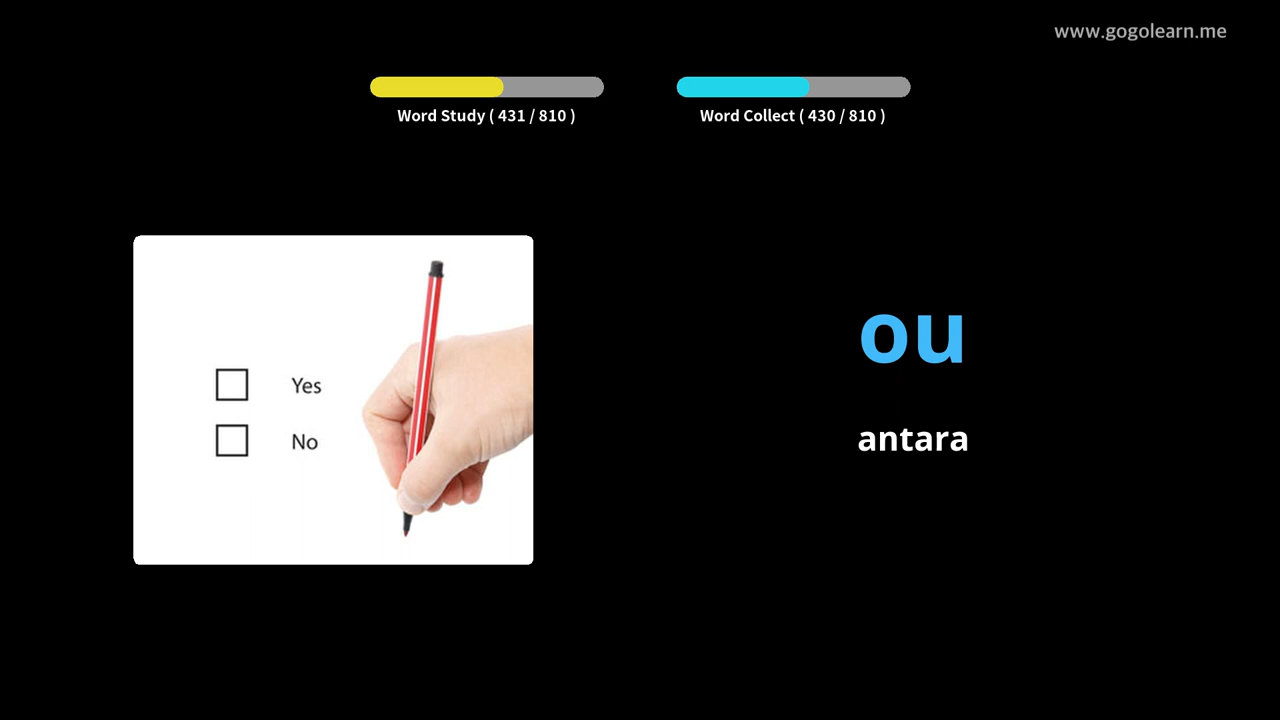 www.gogolearn.me
Word Study ( 431 / 810 )
Word Collect ( 430 / 810 )
Yes
No
ou
antara